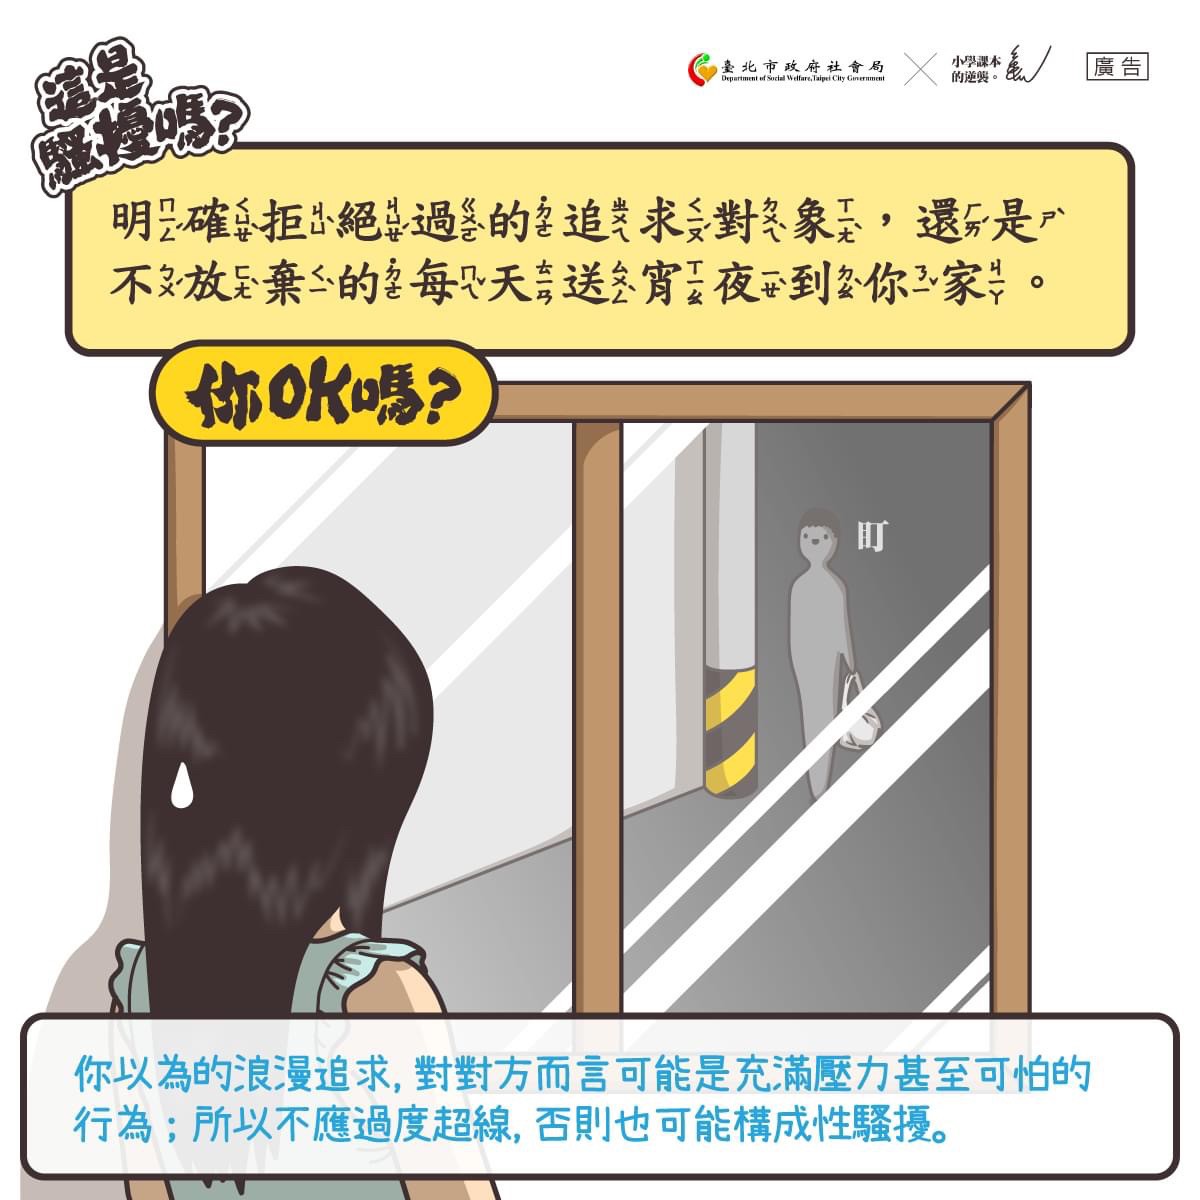 這是
騷擾嗎?
臺北市政府社會局
Department of Social Welfare,Taipei City Government
小學課本
的逆襲。
廣告
明確拒絕過的追求對象，還是
不放棄的每天送宵夜到你家。
你OK嗎?
盯
你以為的浪漫追求, 對對方而言可能是充滿壓力甚至可怕的
行為；所以不應過度超線, 否則也可能構成性騷擾。